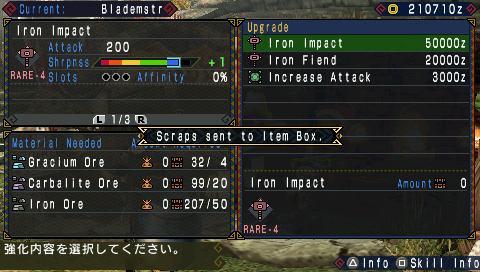 Current: Blademstr
210710z
Iron Impact
Attack 200
Shrpnss +1
RARE-4
Slots Affinity 0%
L 1/3 R
Upgrade
Iron Impact 50000z
Iron Fiend 20000z
Increase Attack 3000z
Scraps sent to Item Box.
Material Needed
Gracium Ore 0 32/ 4
Carbalite Ore 0 99/20
Iron Ore 0 207/50
Iron Impact Amount 0
RARE-4
強化内容を選択してください。
Info Skill Info